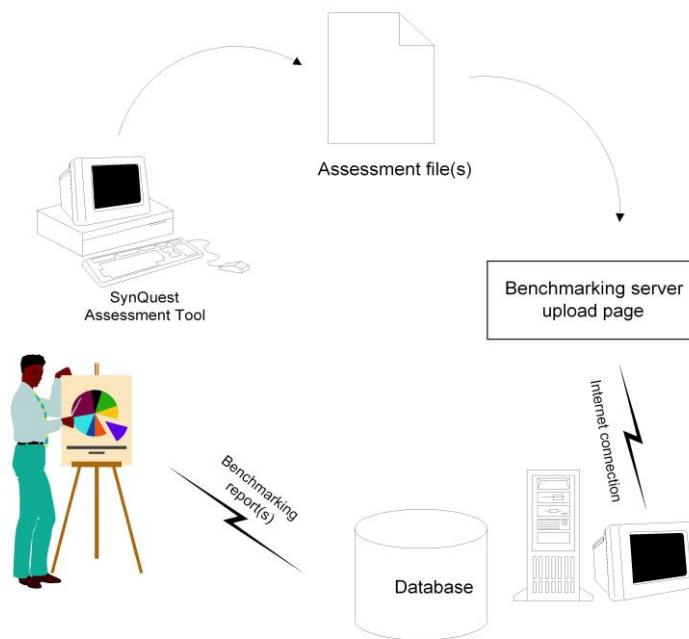 Assessment file(s)
SynQuest
Assessment Tool
Benchmarking server
upload page
Internet connection
Benchmarking
report(s)
Database